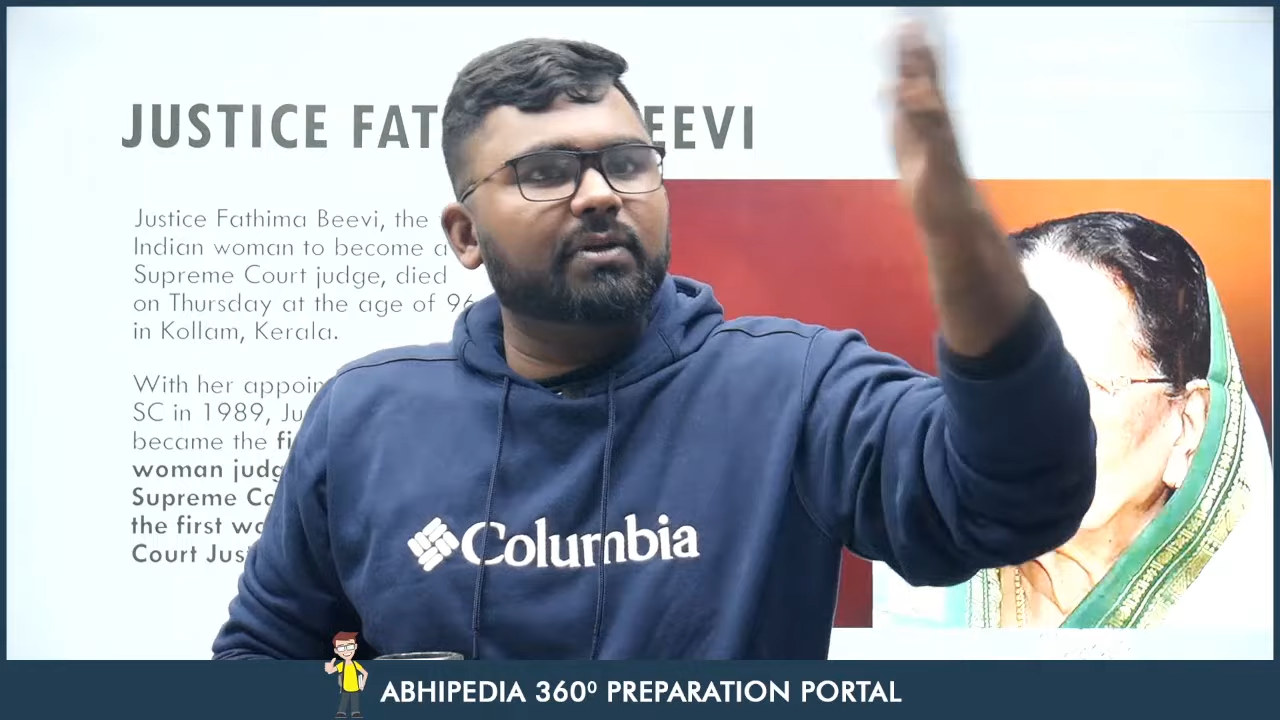 JUSTICE FAT EEVI
Justice Fathima Beevi, the
Indian woman to become a
Supreme Court judge, died
on Thursday at the age of 96
in Kollam, Kerala.
With her appoin
SC in 1989, Ju
became the fi
woman judg
Supreme Co
the first wo
Court Jus
Columbia
ABHIPEDIA 360⁰ PREPARATION PORTAL